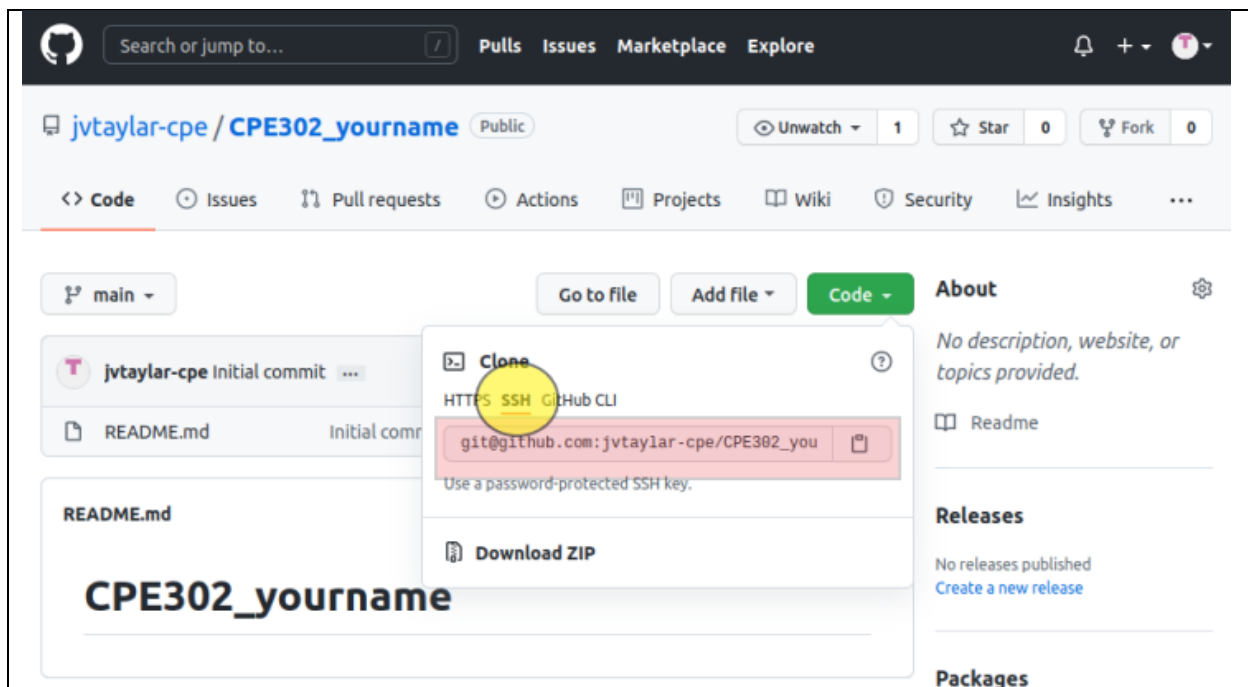 Search or jump to... / Pulls Issues Marketplace Explore T
jvtaylar-cpe / CPE302_yourname Public Unwatch 1 Star 0 Fork 0
<> Code Issues Pull requests Actions Projects Wiki Security Insights ...
main Go to file Add file Code
About
No description, website, or
topics provided.
Readme
T jvtaylar-cpe Initial commit ...
README.md Initial comm
Clone
HTTPS SSH GitHub CLI
git@github.com:jvtaylar-cpe/CPE302_you
Use a password-protected SSH key.
Download ZIP
README.md
CPE302_yourname
Releases
No releases published
Create a new release
Packages